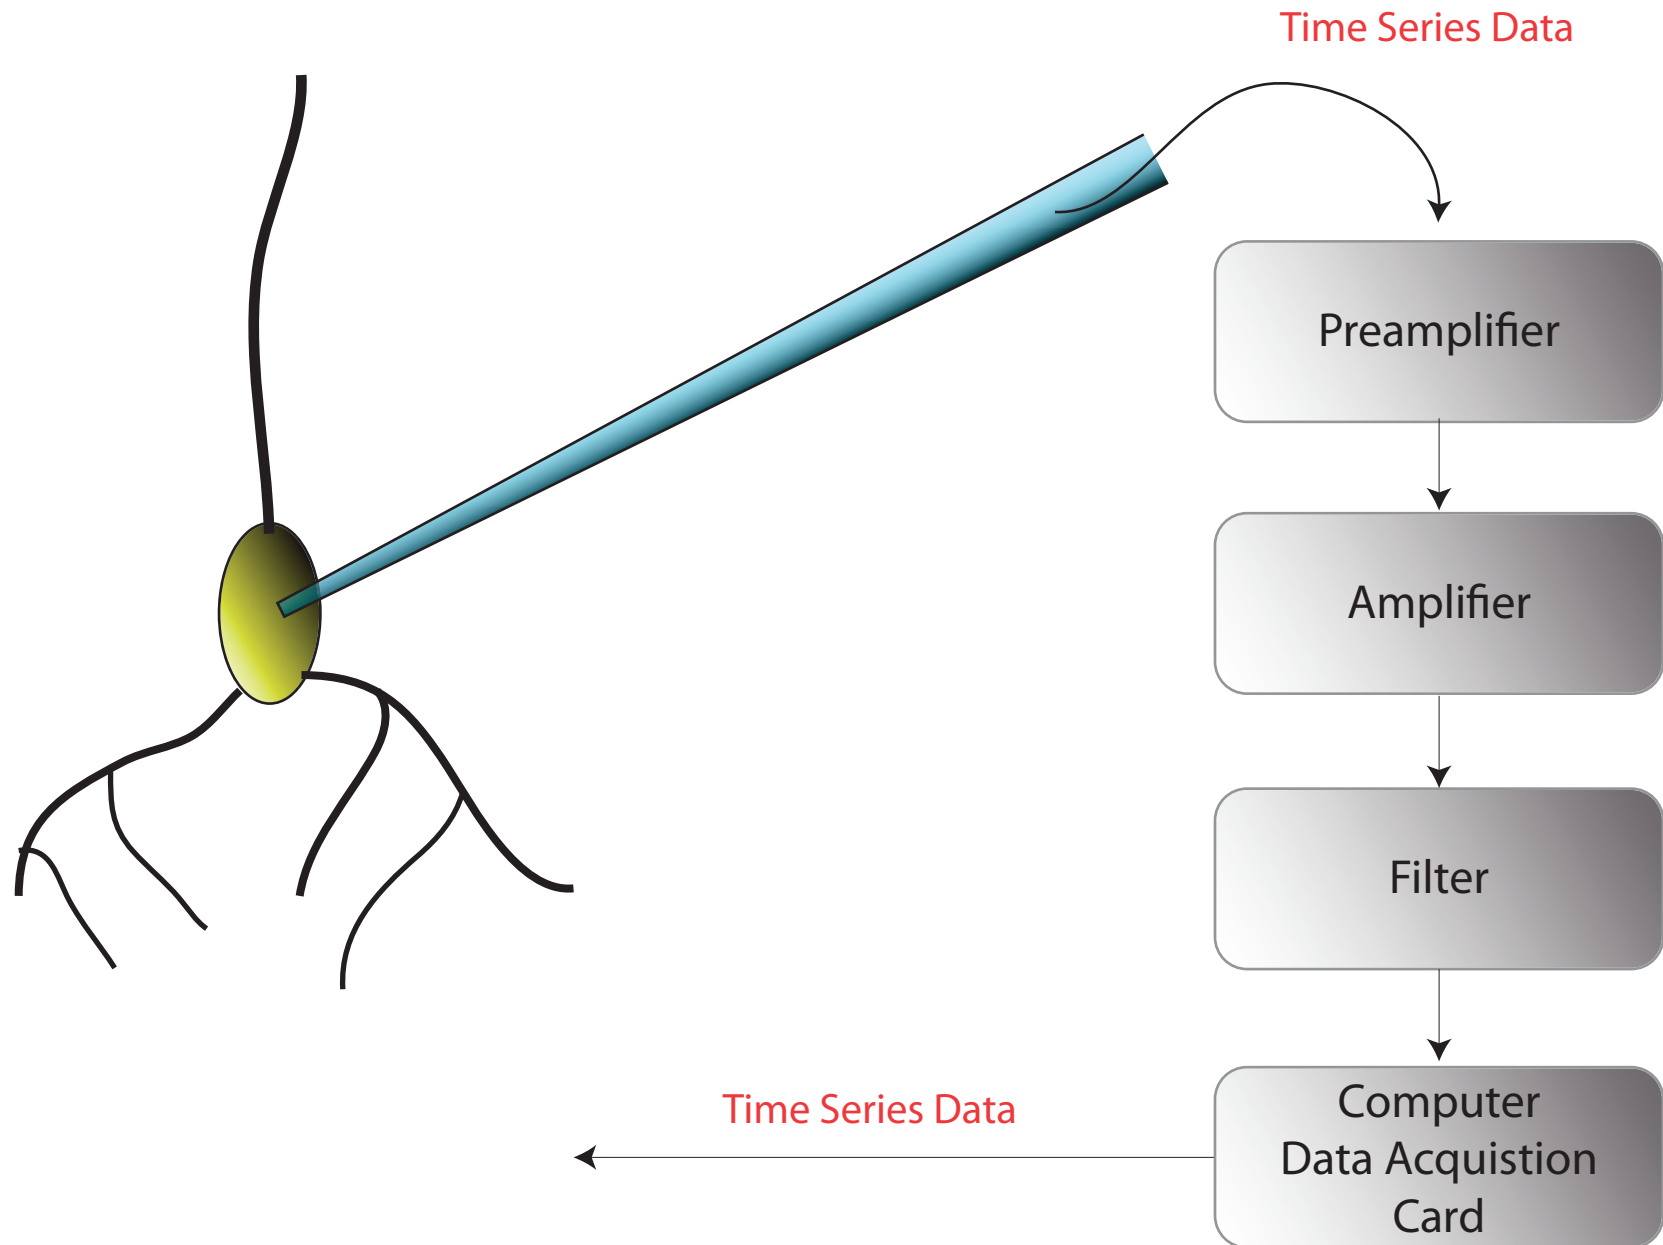 Time Series Data
Preamplifier
Amplifier
Filter
Computer
Data Acquistion
Card
Time Series Data